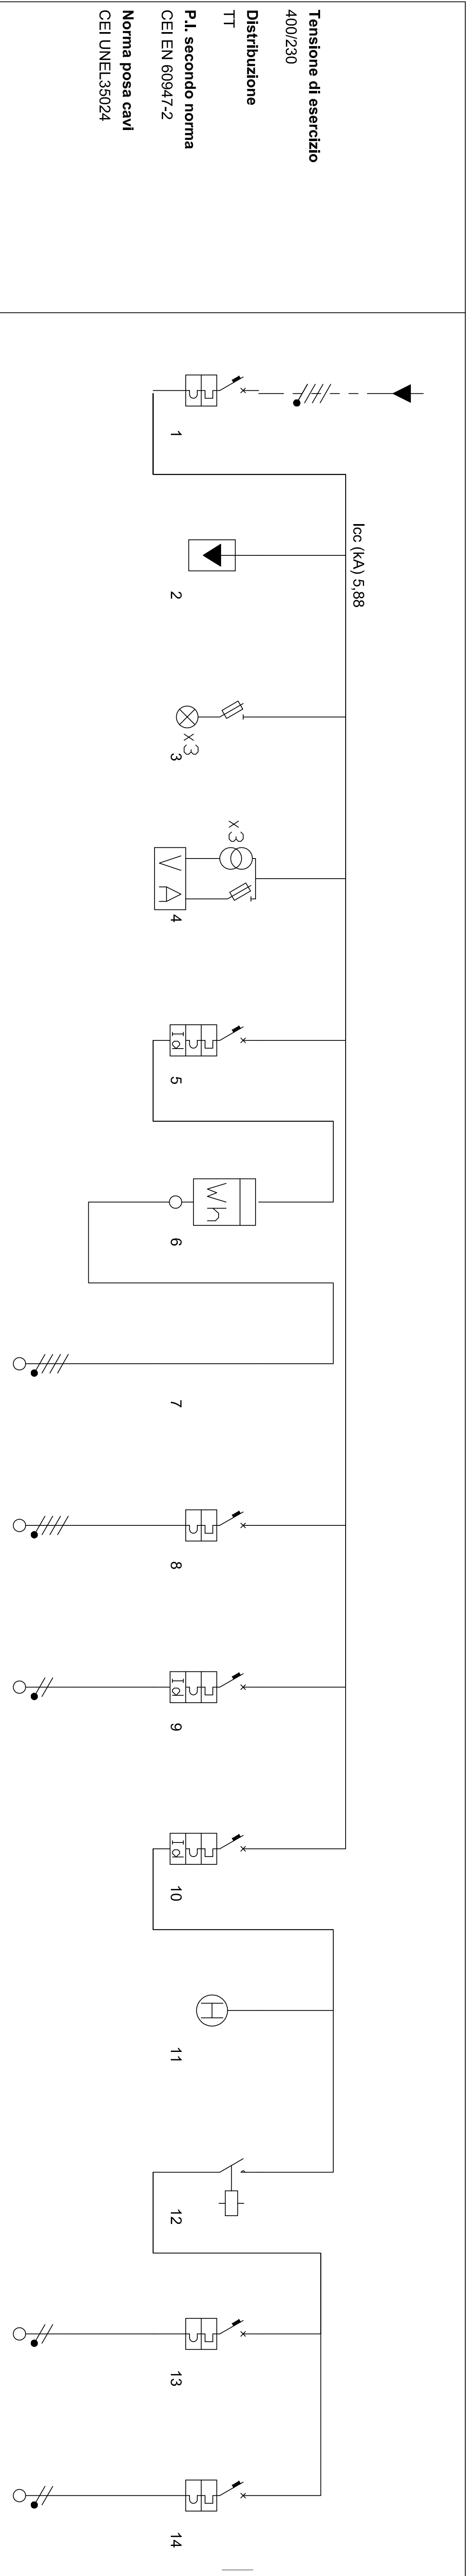 Tensione di esercizio
400/230
Distribuzione
TT
P.I. secondo norma
CEI EN 60947-2
Norma posa cavi
CEI UNEL35024
Icc (kA) 5,88
1
2
x3
3
x3
V A
4
Id
5
Wh
6
7
8
Id
9
Id
10
H
11
12
13
14